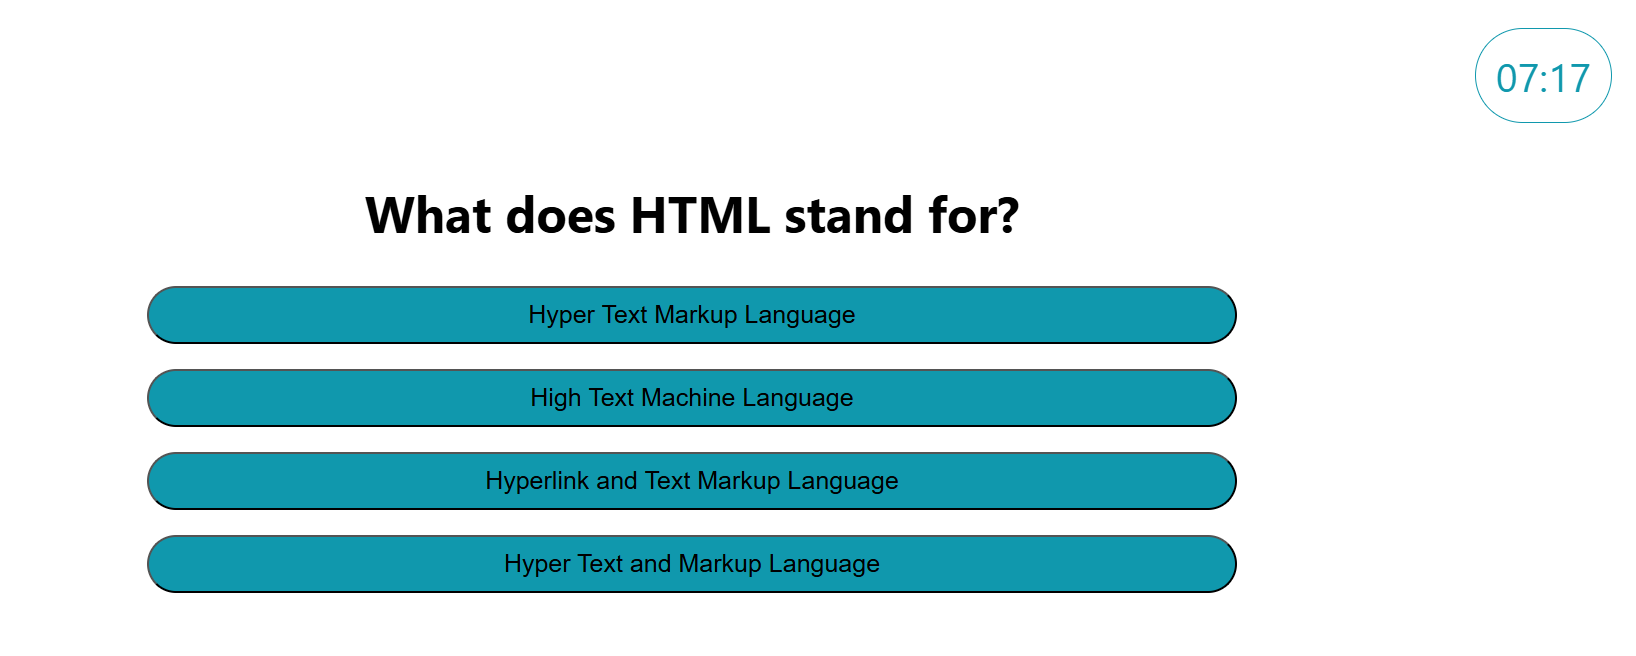 07:17
What does HTML stand for?
Hyper Text Markup Language
High Text Machine Language
Hyperlink and Text Markup Language
Hyper Text and Markup Language